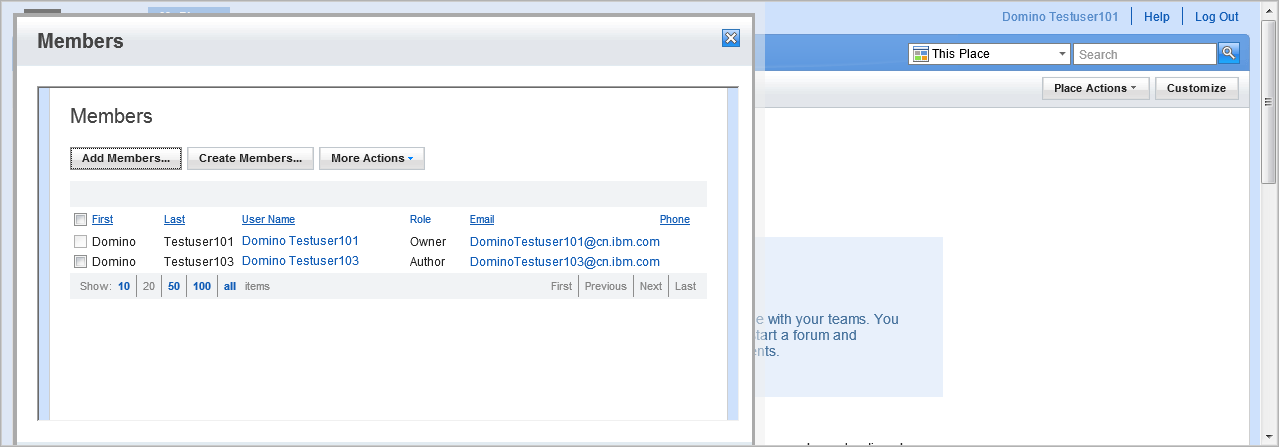 Domino Testuser101 Help Log Out
Members
This Place Search
Place Actions Customize
Members
Add Members... Create Members... More Actions
First Last User Name Role Email Phone
Domino Testuser101 Domino Testuser101 Owner DominoTestuser101@cn.ibm.com
Domino Testuser103 Domino Testuser103 Author DominoTestuser103@cn.ibm.com
Show: 10 20 50 100 all items First Previous Next Last
e with your teams. You
tart a forum and
ents.